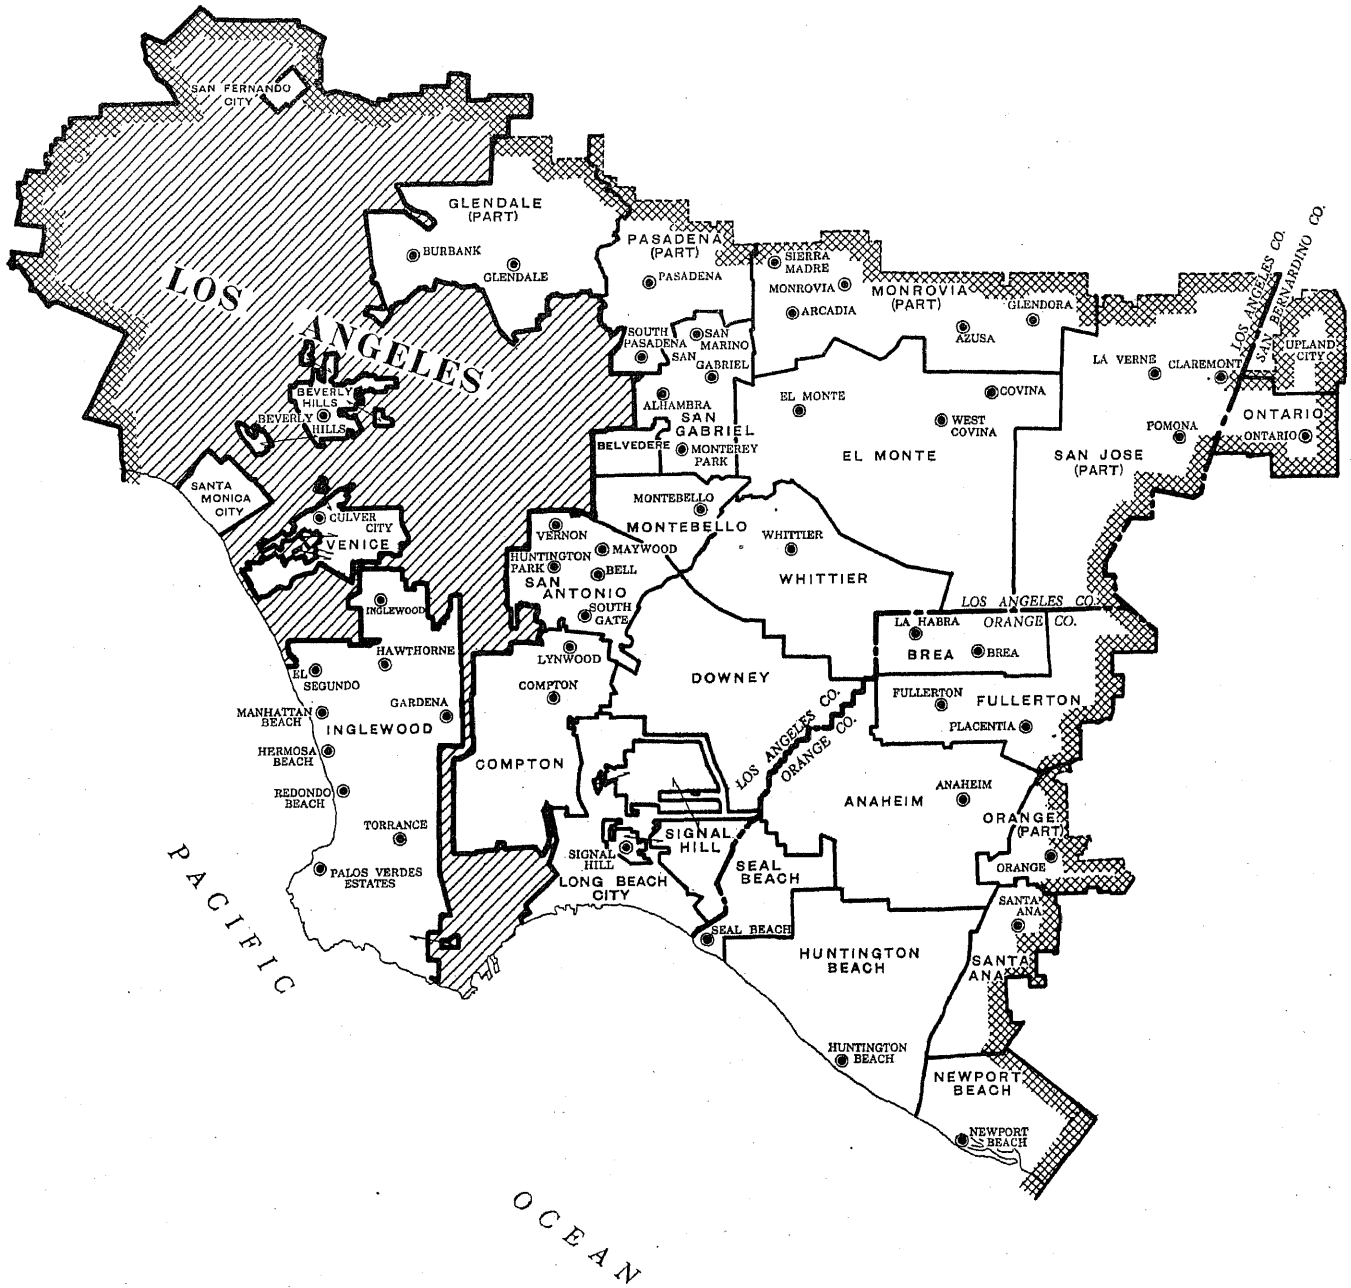 SAN FERNANDO
CITY
LOS
ANGELES
GLENDALE
(PART)
BURBANK
GLENDALE
PASADENA
(PART)
PASADENA
SIERRA
MADRE
MONROVIA
MONROVIA
(PART)
ARCADIA
GLENDORA
AZUSA
LOS ANGELES CO.
SAN BERNARDINO CO.
UPLAND
CITY
LA VERNE
CLAREMONT
SOUTH
PASADENA
SAN
MARINO
SAN
GABRIEL
ALHAMBRA
SAN
GABRIEL
MONTEREY
PARK
BELVEDERE
EL MONTE
COVINA
WEST
COVINA
EL MONTE
POMONA
SAN JOSE
(PART)
ONTARIO
ONTARIO
BEVERLY
HILLS
BEVERLY
HILLS
SANTA
MONICA
CITY
CULVER
CITY
VENICE
MONTEBELLO
MONTEBELLO
VERNON
MAYWOOD
HUNTINGTON
PARK
BELL
SAN
ANTONIO
SOUTH
GATE
WHITTIER
WHITTIER
LOS ANGELES CO.
ORANGE CO.
LA HABRA
BREA
BREA
INGLEWOOD
HAWTHORNE
EL
SEGUNDO
GARDENA
MANHATTAN
BEACH
INGLEWOOD
HERMOSA
BEACH
REDONDO
BEACH
TORRANCE
PALOS VERDES
ESTATES
LYNWOOD
COMPTON
COMPTON
DOWNEY
LOS ANGELES CO.
ORANGE CO.
FULLERTON
FULLERTON
PLACENTIA
ANAHEIM
ANAHEIM
ORANGE
(PART)
ORANGE
SIGNAL
HILL
SIGNAL
HILL
LONG BEACH
CITY
SEAL
BEACH
SEAL BEACH
SANTA
ANA
SANTA
ANA
HUNTINGTON
BEACH
HUNTINGTON
BEACH
NEWPORT
BEACH
NEWPORT
BEACH
PACIFIC
OCEAN